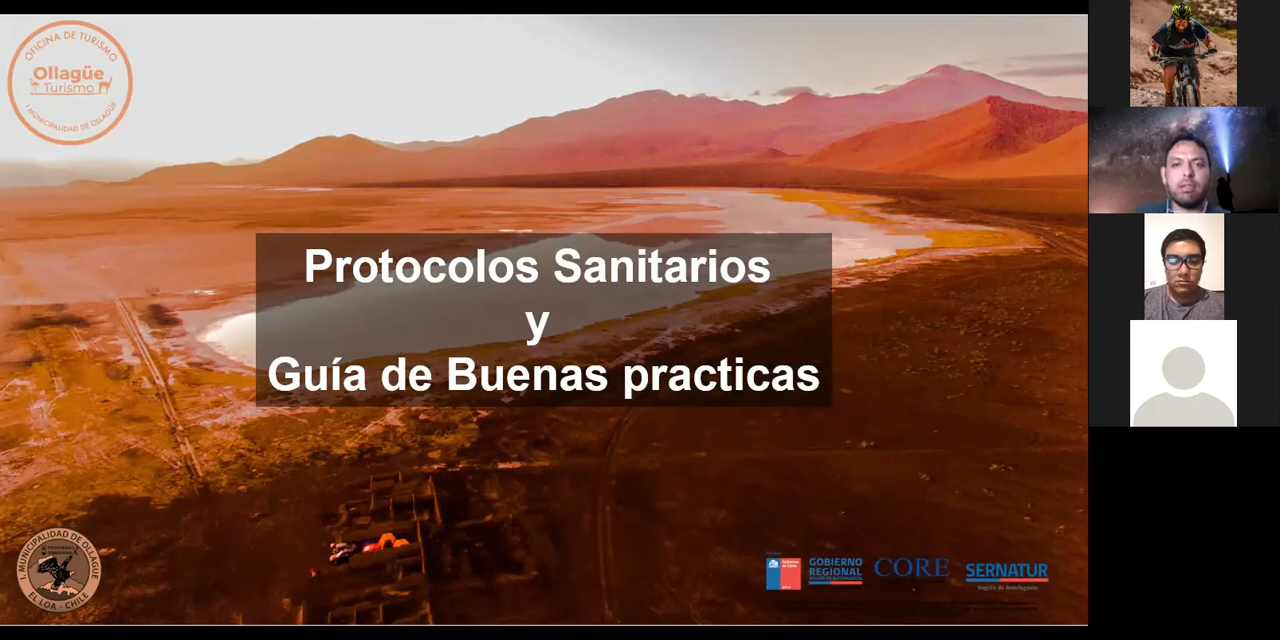 OFICINA DE TURISMO
Ollagüe
Turismo
I. MUNICIPALIDAD DE OLLAGÜE
Protocolos Sanitarios
y
Guía de Buenas practicas
I. MUNICIPALIDAD DE OLLAGUE
EL LOA - CHILE
GOBIERNO
REGIONAL
CORE
SERNATUR
Región de Antofagasta